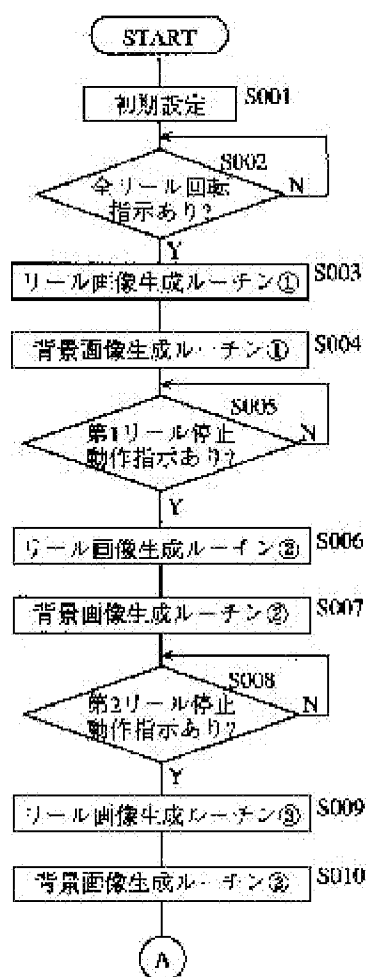 START
初期設定 S001
S002
全リール回転 N
指示あり?
Y
リール画像生成ルーチン① S003
背景画像生成ルーチン① S004
S005
第1リール停止 N
動作指示あり?
Y
リール画像生成ルーチン② S006
背景画像生成ルーチン② S007
S008
第2リール停止 N
動作指示あり?
Y
リール画像生成ルーチン③ S009
背景画像生成ルーチン③ S010
A